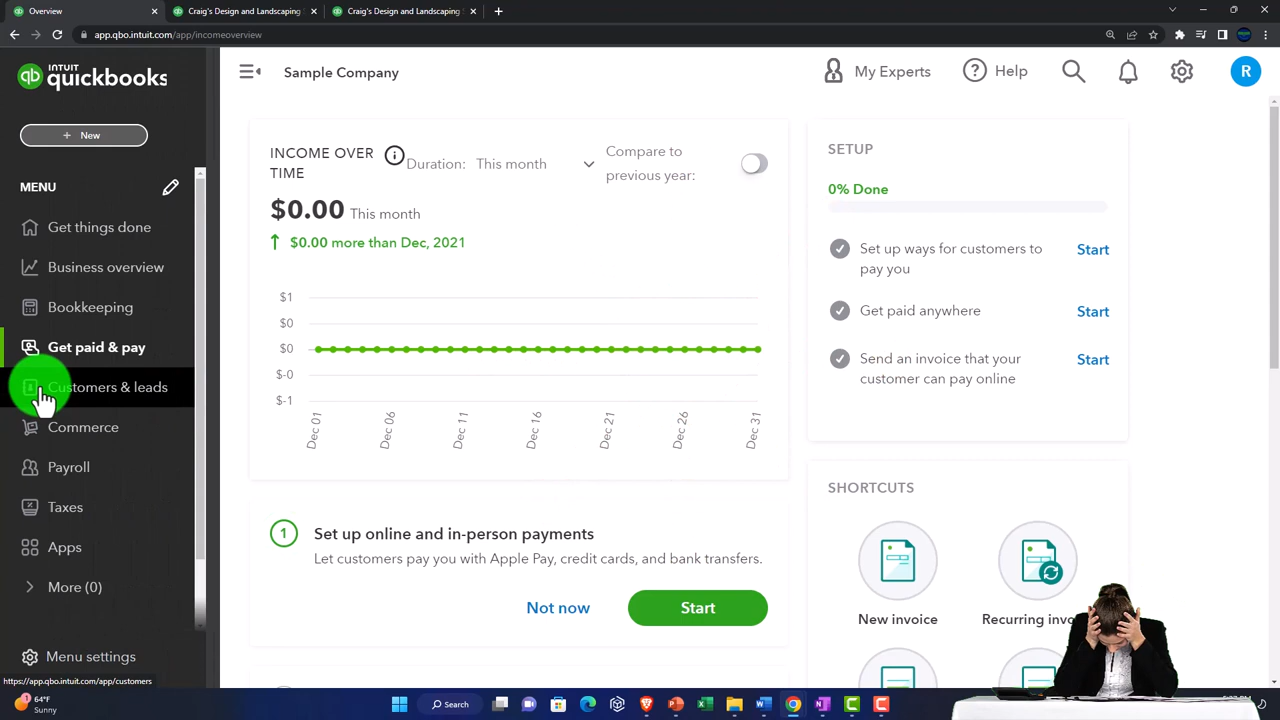 Overview
Craig's Design and Landscaping S
Craig's Design and Landscaping S
app.qbo.intuit.com/app/incomeoverview
INTUIT
quickbooks
Sample Company
My Experts
Help
R
+ New
MENU
Get things done
Business overview
Bookkeeping
Get paid & pay
Customers & leads
Commerce
Payroll
Taxes
Apps
More (0)
Menu settings
INCOME OVER
TIME
Duration: This month
Compare to
previous year:
$0.00 This month
$0.00 more than Dec, 2021
$1
$0
$0
$-0
$-1
Dec 01
Dec 06
Dec 11
Dec 16
Dec 21
Dec 26
Dec 31
1
Set up online and in-person payments
Let customers pay you with Apple Pay, credit cards, and bank transfers.
Not now
Start
SETUP
0% Done
Set up ways for customers to
pay you
Start
Get paid anywhere
Start
Send an invoice that your
customer can pay online
Start
SHORTCUTS
New invoice
Recurring invo
https://app.qbo.intuit.com/app/customers
64°F
Sunny
Search